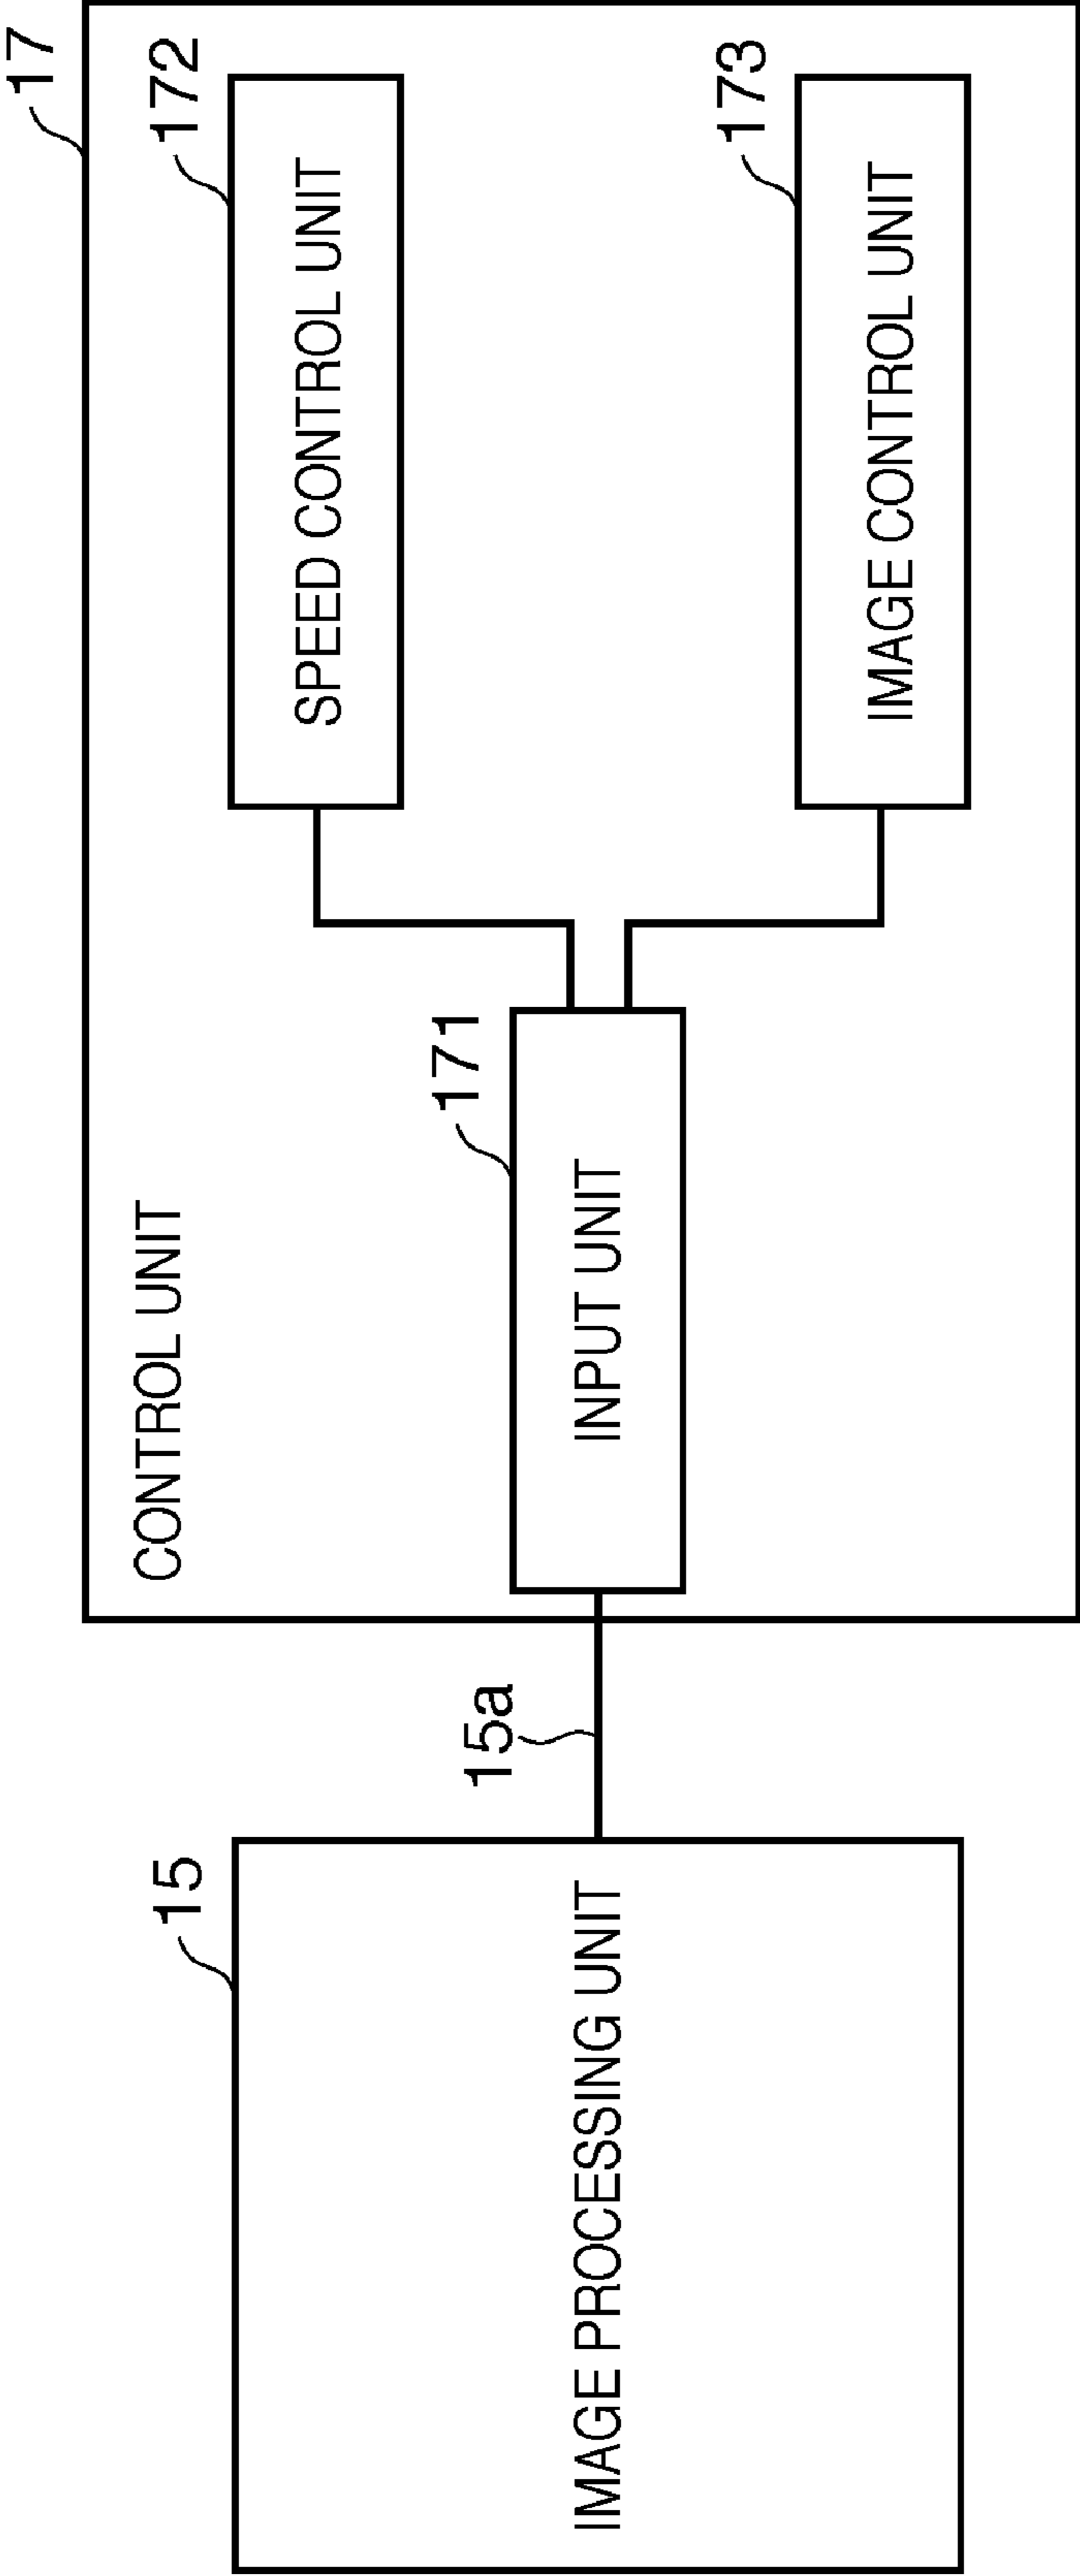 17
CONTROL UNIT
172
SPEED CONTROL UNIT
15
15a
171
IMAGE PROCESSING UNIT
INPUT UNIT
173
IMAGE CONTROL UNIT